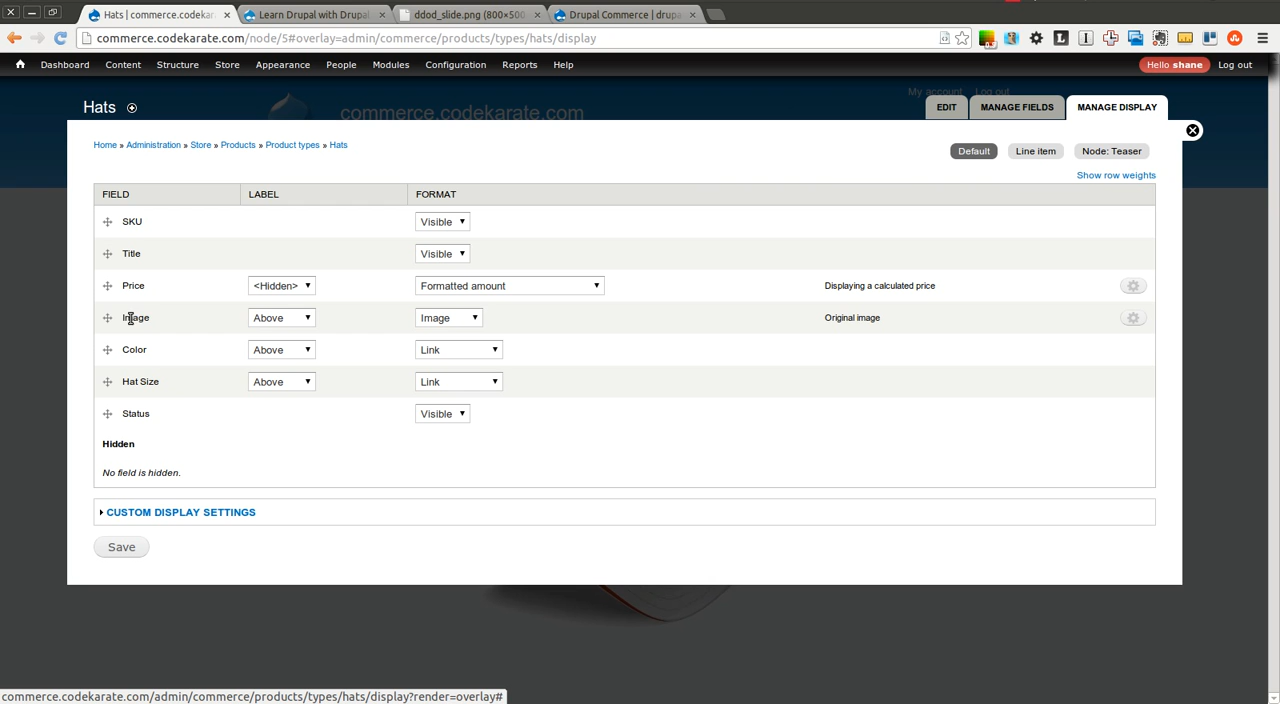 Hats | commerce.codekara
Learn Drupal with Drupal
ddod_slide.png (800×500
Drupal Commerce | drupa
commerce.codekarate.com/node/5#overlay=admin/commerce/products/types/hats/display
Dashboard Content Structure Store Appearance People Modules Configuration Reports Help Hello shane Log out
My account Log out
commerce.codekarate.com
Hats
EDIT MANAGE FIELDS MANAGE DISPLAY
Home » Administration » Store » Products » Product types » Hats
Default Line item Node: Teaser
Show row weights
FIELD LABEL FORMAT
SKU Visible
Title Visible
Price <Hidden> Formatted amount Displaying a calculated price
Image Above Image Original image
Color Above Link
Hat Size Above Link
Status Visible
Hidden
No field is hidden.
CUSTOM DISPLAY SETTINGS
Save
commerce.codekarate.com/admin/commerce/products/types/hats/display?render=overlay#